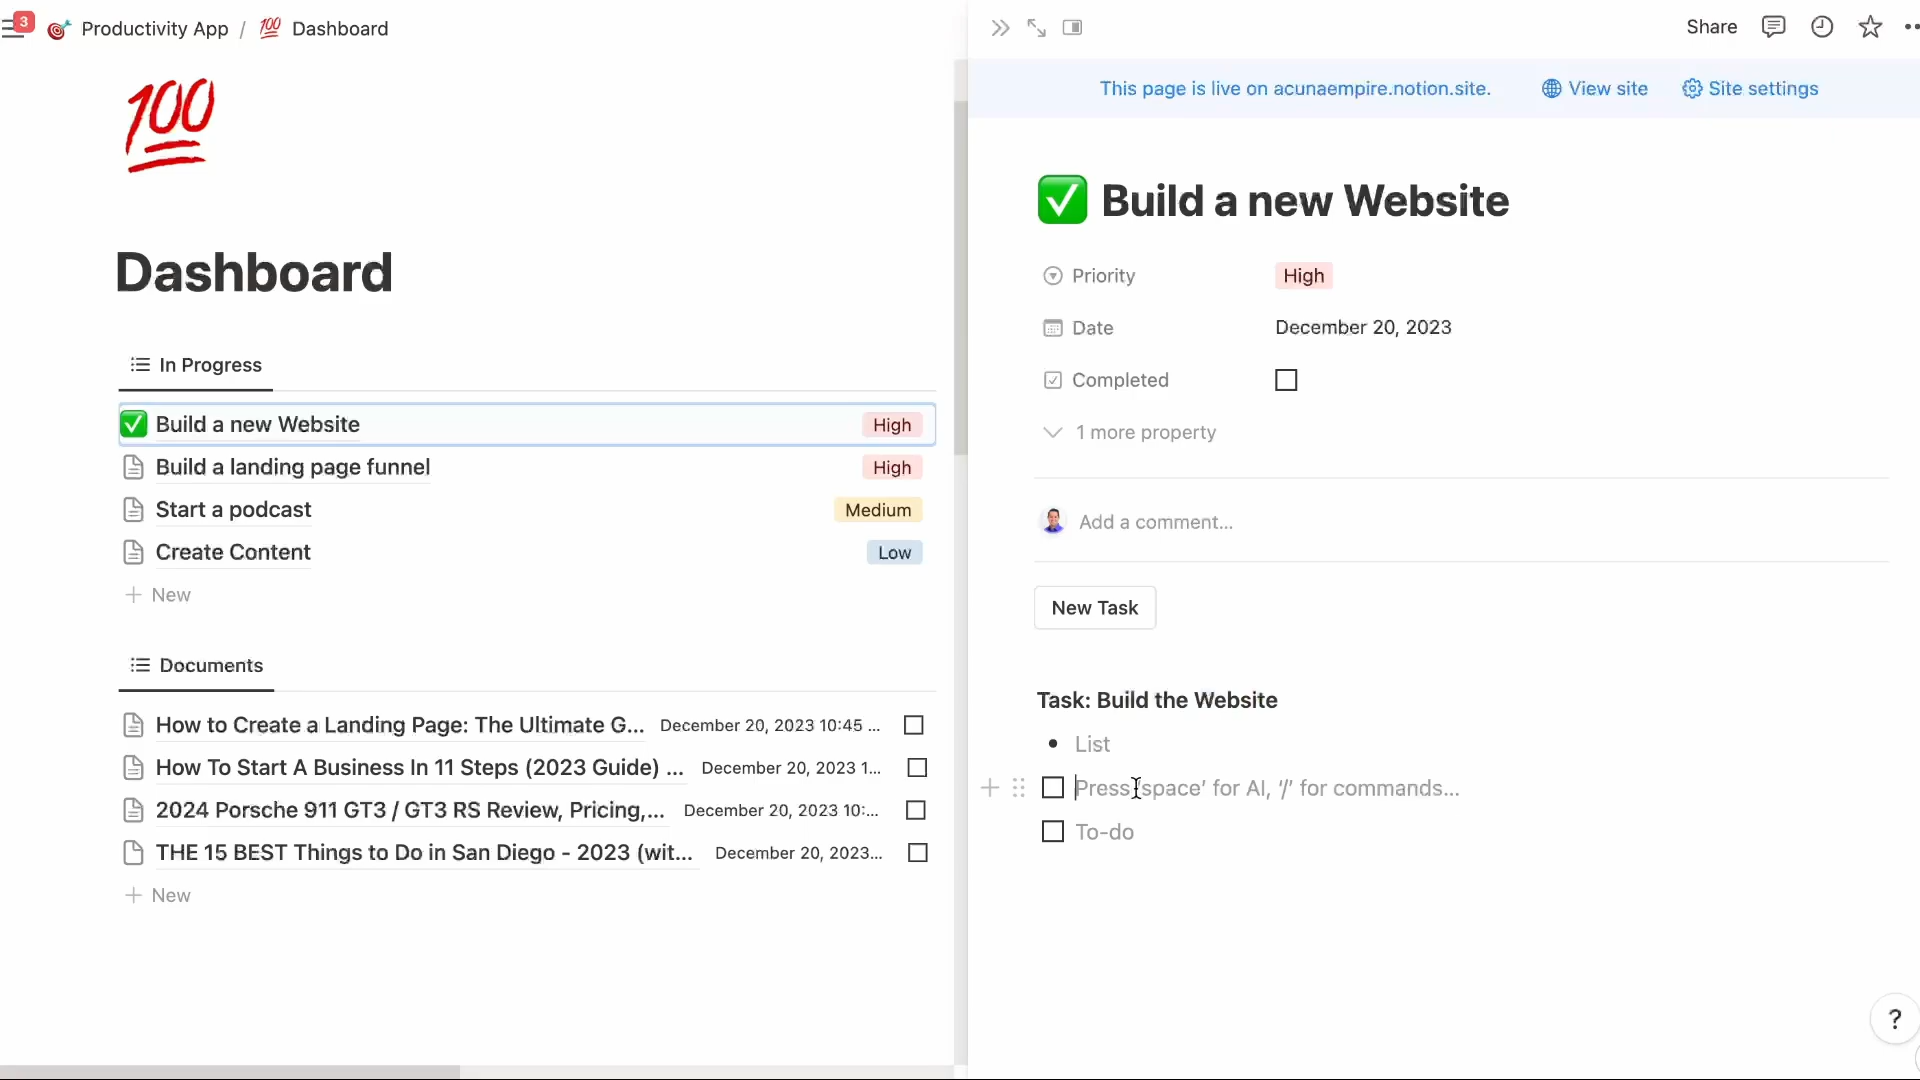 3
Productivity App / 💯 Dashboard
Share
This page is live on acunaempire.notion.site.
View site
Site settings
💯
Dashboard
In Progress
Build a new Website High
Build a landing page funnel High
Start a podcast Medium
Create Content Low
+ New
Documents
How to Create a Landing Page: The Ultimate G... December 20, 2023 10:45 ...
How To Start A Business In 11 Steps (2023 Guide) ... December 20, 2023 1...
2024 Porsche 911 GT3 / GT3 RS Review, Pricing,... December 20, 2023 10:...
THE 15 BEST Things to Do in San Diego - 2023 (wit... December 20, 2023...
+ New
Build a new Website
Priority High
Date December 20, 2023
Completed
1 more property
Add a comment...
New Task
Task: Build the Website
• List
Press ‘space’ for AI, ‘/’ for commands...
To-do
?